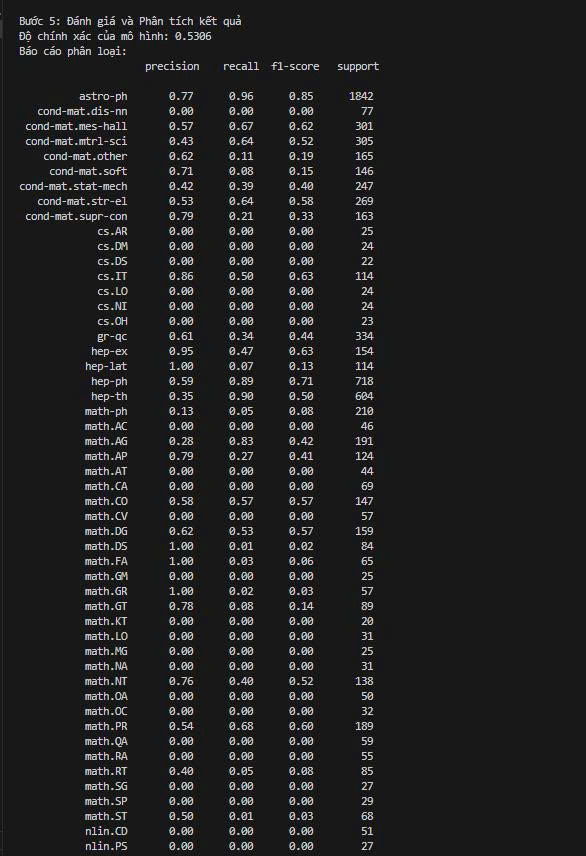 Bước 5: Đánh giá và Phân tích kết quả
Độ chính xác của mô hình: 0.5306
Báo cáo phân loại:
precision recall f1-score support
astro-ph 0.77 0.96 0.85 1842
cond-mat.dis-nn 0.00 0.00 0.00 77
cond-mat.mes-hall 0.57 0.67 0.62 301
cond-mat.mtrl-sci 0.43 0.64 0.52 305
cond-mat.other 0.62 0.11 0.19 165
cond-mat.soft 0.71 0.08 0.15 146
cond-mat.stat-mech 0.42 0.39 0.40 247
cond-mat.str-el 0.53 0.64 0.58 269
cond-mat.supr-con 0.79 0.21 0.33 163
cs.AR 0.00 0.00 0.00 25
cs.DM 0.00 0.00 0.00 24
cs.DS 0.00 0.00 0.00 22
cs.IT 0.86 0.50 0.63 114
cs.LO 0.00 0.00 0.00 24
cs.NI 0.00 0.00 0.00 24
cs.OH 0.00 0.00 0.00 23
gr-qc 0.61 0.34 0.44 334
hep-ex 0.95 0.47 0.63 154
hep-lat 1.00 0.07 0.13 114
hep-ph 0.59 0.89 0.71 718
hep-th 0.35 0.90 0.50 604
math-ph 0.13 0.05 0.08 210
math.AC 0.00 0.00 0.00 46
math.AG 0.28 0.83 0.42 191
math.AP 0.79 0.27 0.41 124
math.AT 0.00 0.00 0.00 44
math.CA 0.00 0.00 0.00 69
math.CO 0.58 0.57 0.57 147
math.CV 0.00 0.00 0.00 57
math.DG 0.62 0.53 0.57 159
math.DS 1.00 0.01 0.02 84
math.FA 1.00 0.03 0.06 65
math.GM 0.00 0.00 0.00 25
math.GR 1.00 0.02 0.03 57
math.GT 0.78 0.08 0.14 89
math.KT 0.00 0.00 0.00 20
math.LO 0.00 0.00 0.00 31
math.MG 0.00 0.00 0.00 25
math.NA 0.00 0.00 0.00 31
math.NT 0.76 0.40 0.52 138
math.OA 0.00 0.00 0.00 50
math.OC 0.00 0.00 0.00 32
math.PR 0.54 0.68 0.60 189
math.QA 0.00 0.00 0.00 59
math.RA 0.00 0.00 0.00 55
math.RT 0.40 0.05 0.08 85
math.SG 0.00 0.00 0.00 27
math.SP 0.00 0.00 0.00 29
math.ST 0.50 0.01 0.03 68
nlin.CD 0.00 0.00 0.00 51
nlin.PS 0.00 0.00 0.00 27